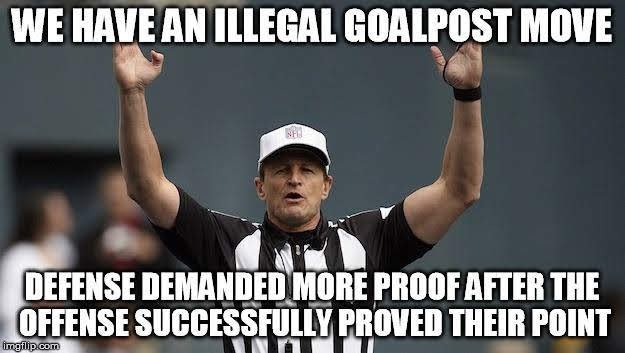 WE HAVE AN ILLEGAL GOALPOST MOVE
NFL
DEFENSE DEMANDED MORE PROOF AFTER THE
OFFENSE SUCCESSFULLY PROVED THEIR POINT
imgflip.com